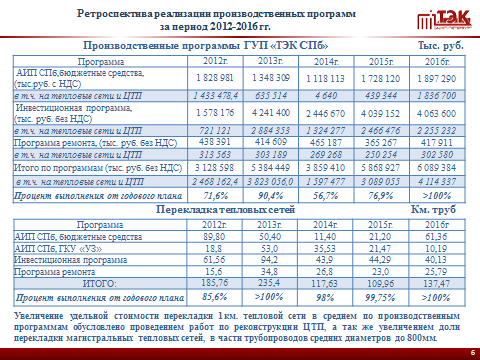 Ретроспектива реализации производственных программ
за период 2012-2016 гг.
ТЭК
Производственные программы ГУП «ТЭК СПб» Тыс. руб.
Программа 2012г. 2013г. 2014г. 2015г. 2016г.
АИП СПб, бюджетные средства,
(тыс.руб. с НДС) 1 828 981 1 348 309 1 118 113 1 728 120 1 897 290
в т.ч. на тепловые сети и ЦТП 1 433 478,4 635 514 4 640 439 344 1 836 700
Инвестиционная программа,
(тыс. руб. без НДС) 1 578 176 4 241 400 2 446 670 4 039 152 4 063 600
в т.ч. на тепловые сети и ЦТП 721 121 2 884 353 1 324 277 2 466 476 2 255 232
Программа ремонта, (тыс. руб. без НДС) 438 391 414 609 465 187 365 267 417 911
в т.ч. на тепловые сети и ЦТП 313 563 303 189 269 268 250 254 302 580
Итого по программам (тыс. руб. без НДС) 3 128 598 5 384 449 3 859 410 5 868 927 6 089 384
в т.ч. на тепловые сети и ЦТП 2 468 162,4 3 823 056,0 1 597 477 3 089 055 4 114 337
Процент выполнения от годового плана 71,6% 90,4% 56,7% 76,9% >100%
Перекладка тепловых сетей Км. труб
Программа 2012г. 2013г. 2014г. 2015г. 2016г.
АИП СПб, бюджетные средства 89,80 50,40 11,40 21,20 61,36
АИП СПб, ГКУ «УЗ» 18,8 53,0 35,53 21,47 10,19
Инвестиционная программа 61,56 94,2 43,9 44,29 40,13
Программа ремонта 15,6 34,8 26,8 23,0 25,79
ИТОГО: 185,76 235,4 117,63 109,96 137,47
Процент выполнения от годового плана 85,6% >100% 98% 99,75% >100%
Увеличение удельной стоимости перекладки 1 км. тепловой сети в среднем по производственным
программам обусловлено проведением работ по реконструкции ЦТП, а так же увеличением доли
перекладки магистральных тепловых сетей, в части трубопроводов средних диаметров до 800мм.
6